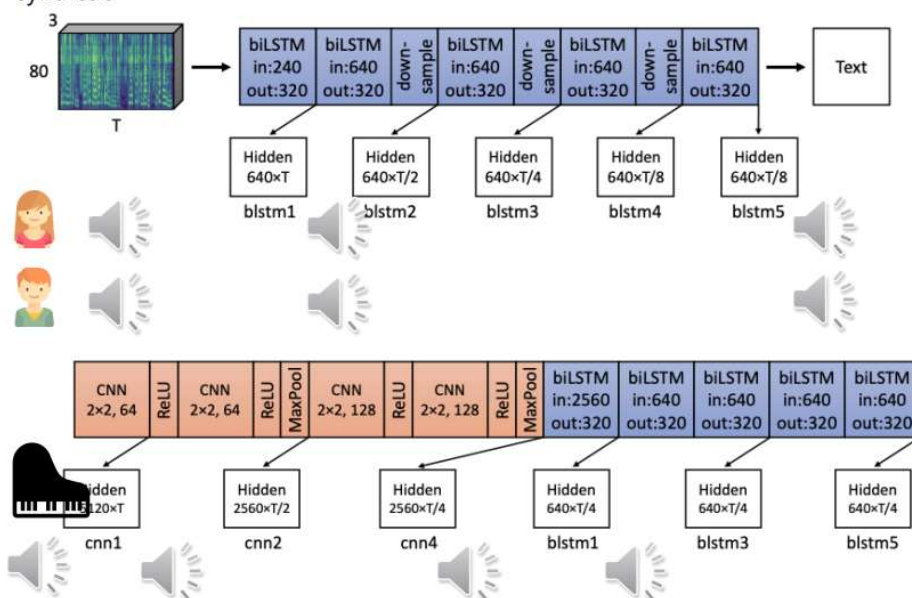 3
80
T
biLSTM
in:240
out:320
biLSTM
in:640
out:320
down-
sample
biLSTM
in:640
out:320
down-
sample
biLSTM
in:640
out:320
down-
sample
biLSTM
in:640
out:320
Text
Hidden
640×T
Hidden
640×T/2
Hidden
640×T/4
Hidden
640×T/8
Hidden
640×T/8
blstm1
blstm2
blstm3
blstm4
blstm5
CNN
2×2, 64
ReLU
CNN
2×2, 64
ReLU
MaxPool
CNN
2×2, 128
ReLU
CNN
2×2, 128
ReLU
MaxPool
biLSTM
in:2560
out:320
biLSTM
in:640
out:320
biLSTM
in:640
out:320
biLSTM
in:640
out:320
biLSTM
in:640
out:320
Hidden
120×T
Hidden
2560×T/2
Hidden
2560×T/4
Hidden
640×T/4
Hidden
640×T/4
Hidden
640×T/4
cnn1
cnn2
cnn4
blstm1
blstm3
blstm5